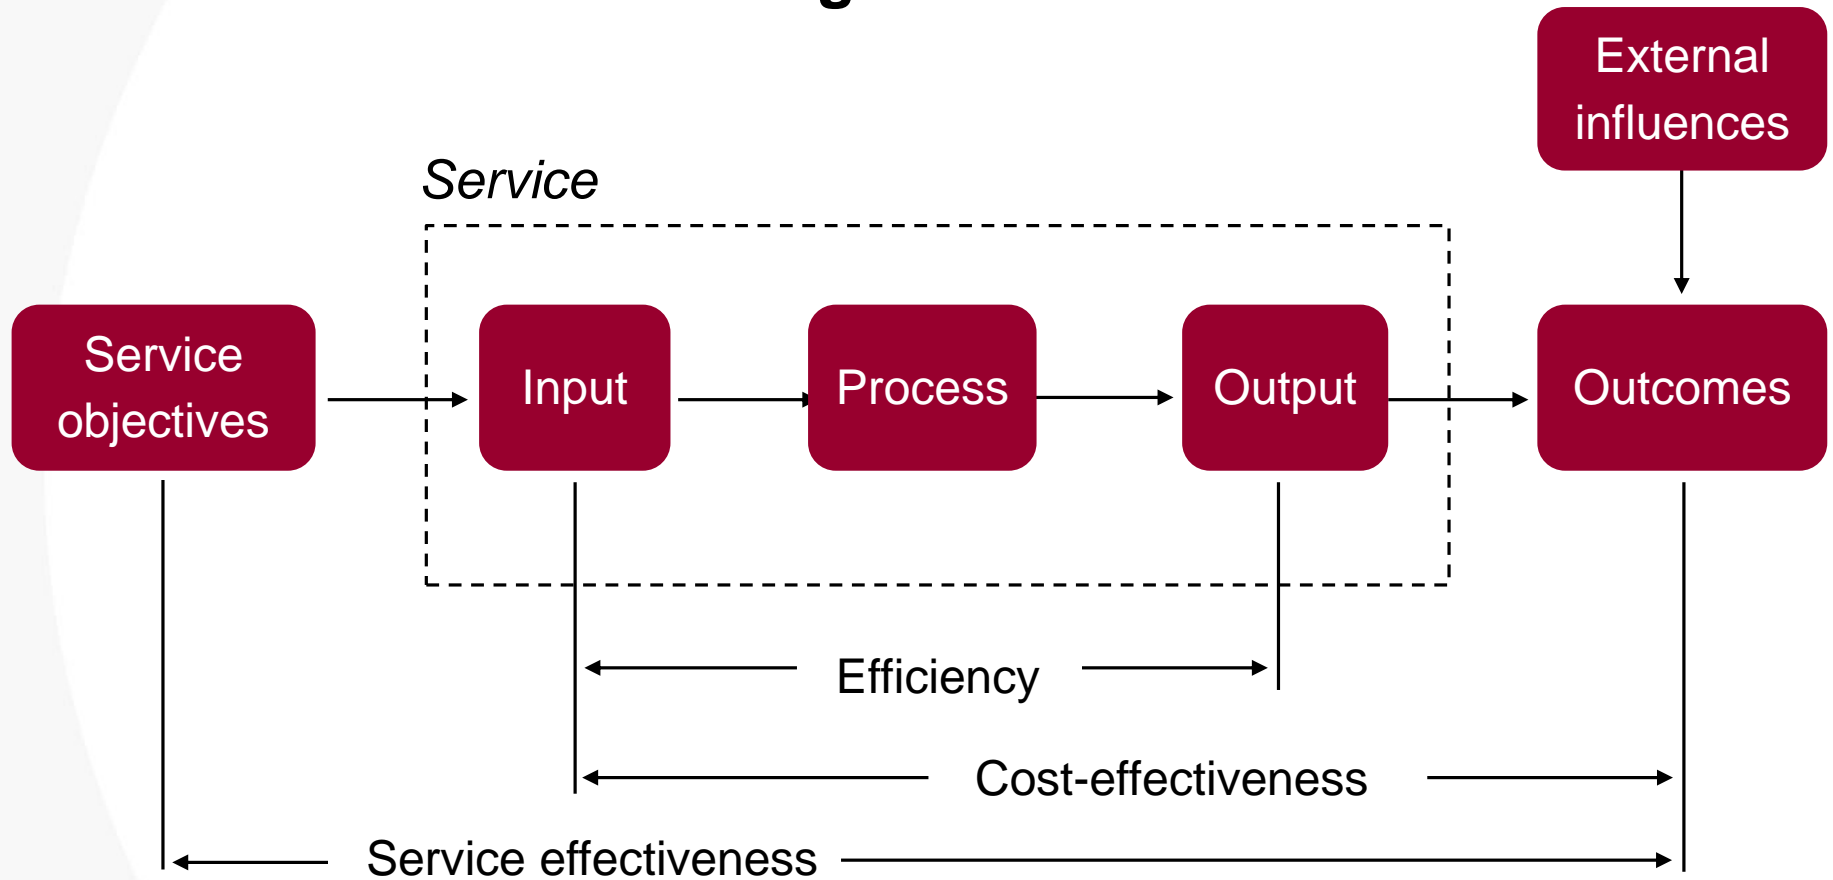 External
influences
Service
Service
objectives
Input
Process
Output
Outcomes
Efficiency
Cost-effectiveness
Service effectiveness